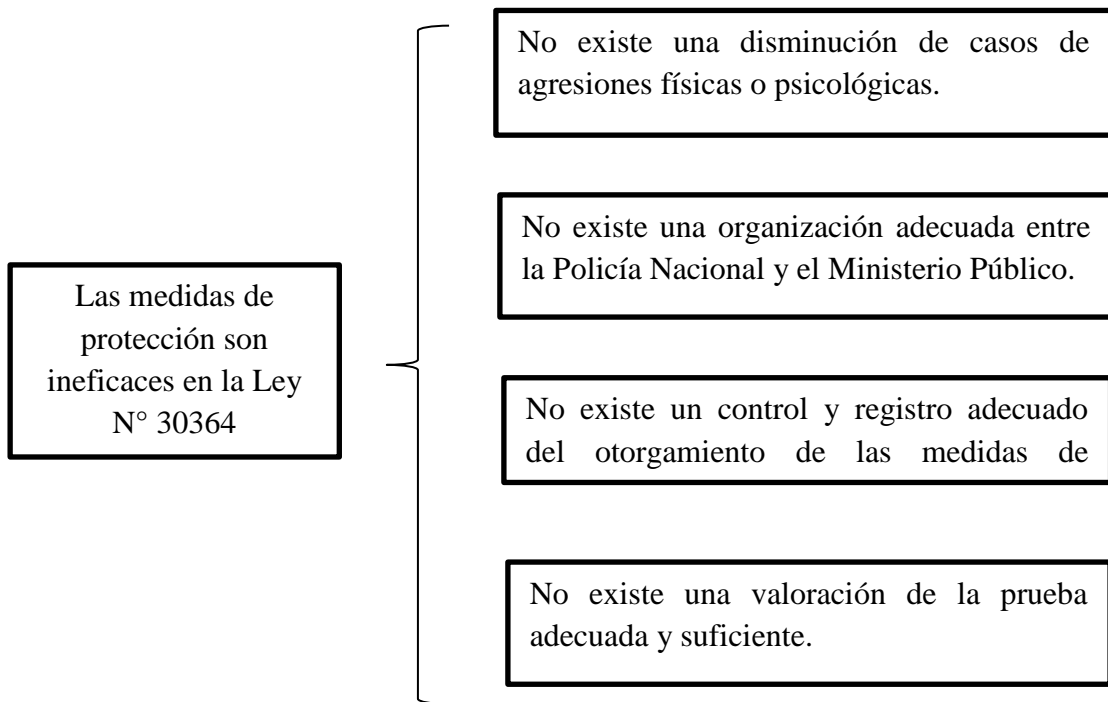 Las medidas de
protección son
ineficaces en la Ley
N° 30364
No existe una disminución de casos de
agresiones físicas o psicológicas.
No existe una organización adecuada entre
la Policía Nacional y el Ministerio Público.
No existe un control y registro adecuado
del otorgamiento de las medidas de
No existe una valoración de la prueba
adecuada y suficiente.